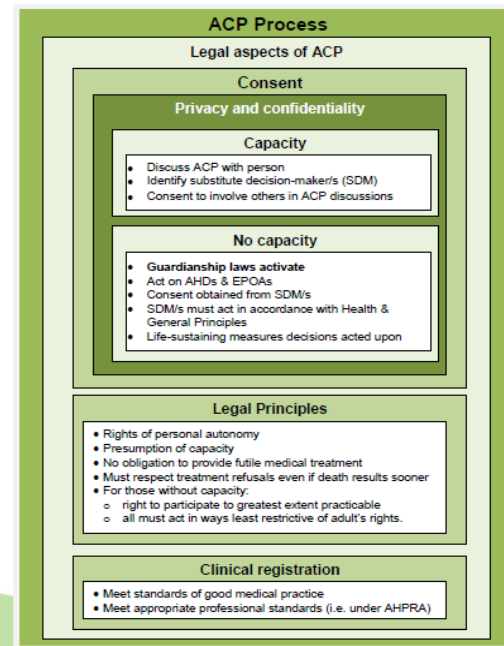 ACP Process
Legal aspects of ACP
Consent
Privacy and confidentiality
Capacity
• Discuss ACP with person
• Identify substitute decision-maker/s (SDM)
• Consent to involve others in ACP discussions
No capacity
• Guardianship laws activate
• Act on AHDs & EPOAs
• Consent obtained from SDM/s
• SDM/s must act in accordance with Health &
General Principles
• Life-sustaining measures decisions acted upon
Legal Principles
• Rights of personal autonomy
• Presumption of capacity
• No obligation to provide futile medical treatment
• Must respect treatment refusals even if death results sooner
• For those without capacity:
o right to participate to greatest extent practicable
o all must act in ways least restrictive of adult's rights.
Clinical registration
• Meet standards of good medical practice
• Meet appropriate professional standards (i.e. under AHPRA)